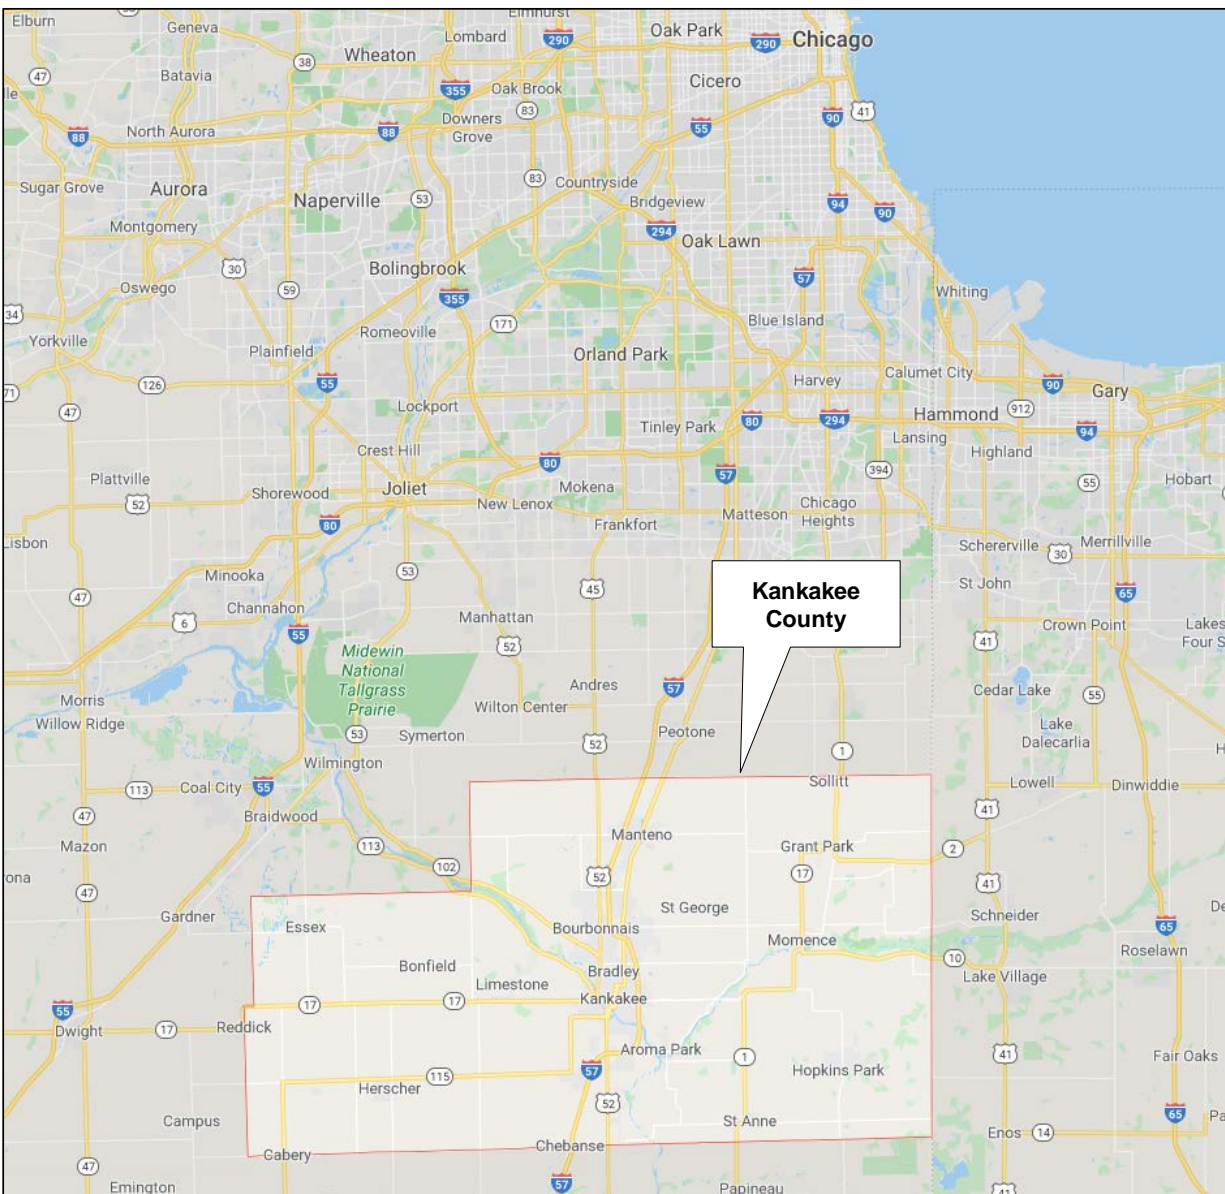 Elburn
Geneva
Elmhurst
Lombard
290
Oak Park
290
Chicago
Wheaton
38
47
Batavia
355
Oak Brook
Cicero
83
41
North Aurora
88
88
Downers
Grove
55
90
Sugar Grove
Aurora
Naperville
53
83
Countryside
Bridgeview
94
90
Montgomery
294
Oak Lawn
30
Bolingbrook
57
Oswego
59
355
Whiting
34
Yorkville
Romeoville
171
Blue Island
Plainfield
Orland Park
71
126
55
Harvey
Calumet City
90
Gary
47
Lockport
912
Tinley Park
80
294
Hammond
94
Crest Hill
Lansing
Highland
80
57
394
Plattville
Joliet
Mokena
55
Hobart
52
Shorewood
New Lenox
Matteson
Chicago
Heights
80
Frankfort
Lisbon
Schererville
30
Merrillville
Minooka
53
45
St John
47
Channahon
Kankakee
County
65
6
55
Manhattan
Crown Point
Lakes
Four S
52
41
Midewin
National
Tallgrass
Prairie
Andres
57
Cedar Lake
55
Morris
Wilton Center
Willow Ridge
53
Symerton
52
Peotone
Lake
Dalecarlia
H
Wilmington
1
113
Coal City
55
Sollitt
Lowell
Dinwiddie
47
Braidwood
41
Mazon
113
Manteno
Grant Park
2
102
52
17
41
ona
47
Gardner
Essex
St George
Schneider
De
Bourbonnais
65
Momence
Roselawn
Bonfield
Bradley
10
Lake Village
Limestone
17
17
Kankakee
55
Dwight
17
Reddick
Aroma Park
1
41
Fair Oaks
57
Hopkins Park
115
Herscher
52
65
Campus
St Anne
Pa
Enos
14
Chebanse
Cabery
47
57
Emington
Papineau
41